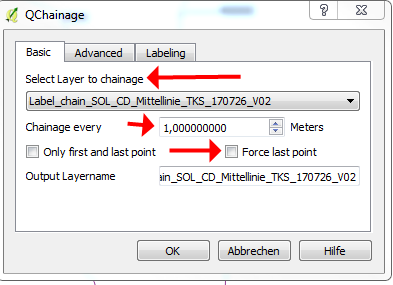 QChainage
Basic Advanced Labeling
Select Layer to chainage
Label_chain_SOL_CD_Mittellinie_TKS_170726_V02
Chainage every 1,000000000 Meters
Only first and last point Force last point
Output Layername ain_SOL_CD_Mittellinie_TKS_170726_V02
OK Abbrechen Hilfe